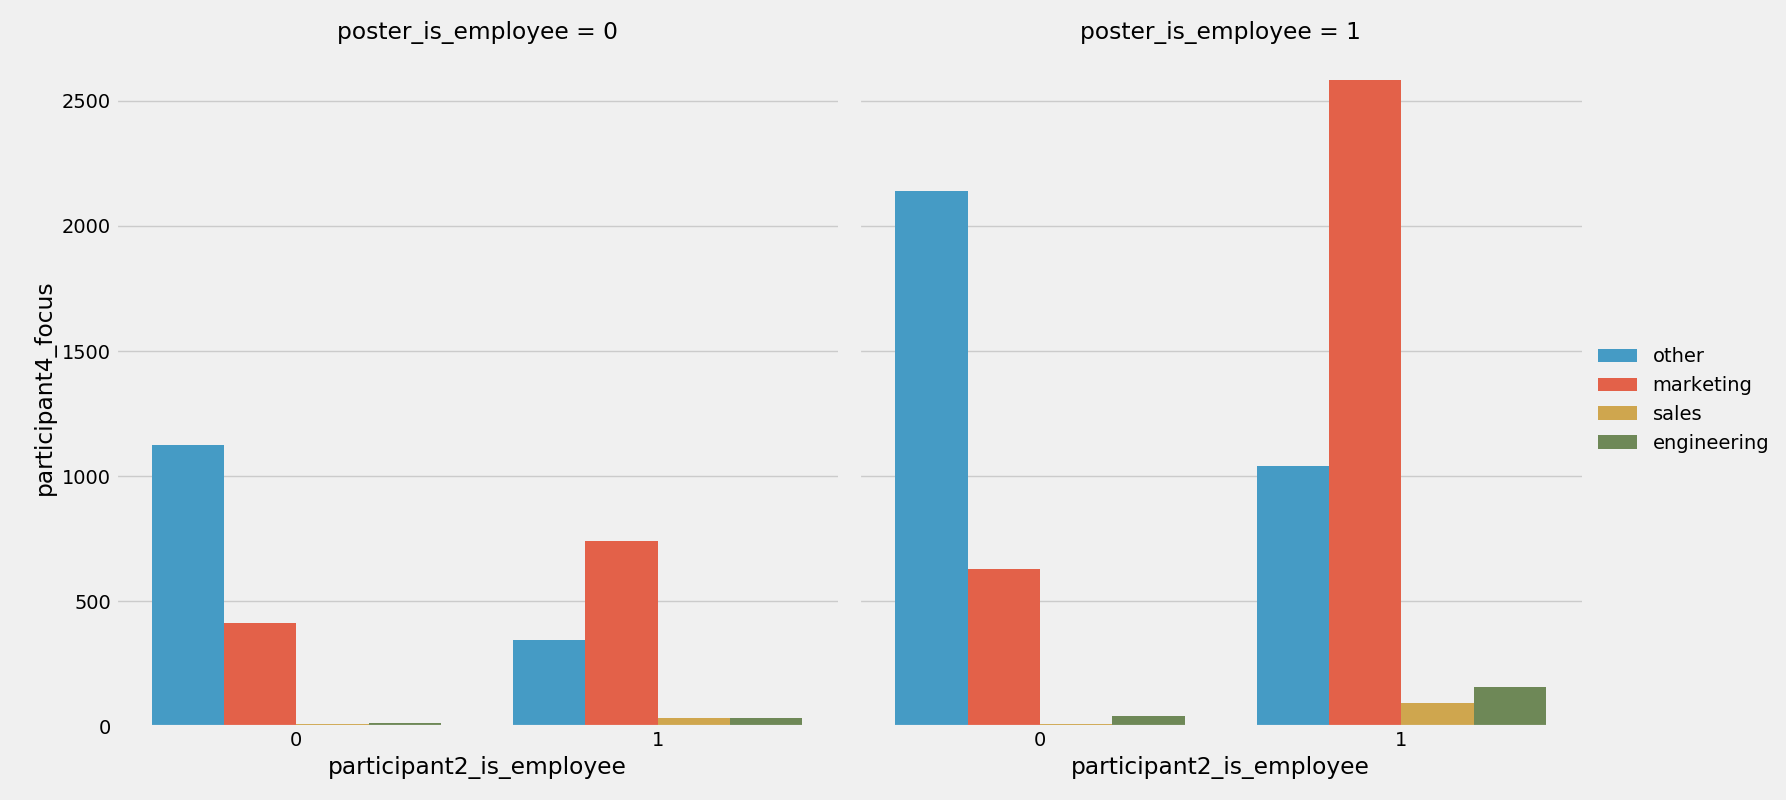 poster_is_employee = 0
poster_is_employee = 1
participant4_focus
2500
2000
1500
1000
500
0
0
1
0
1
participant2_is_employee
participant2_is_employee
other
marketing
sales
engineering